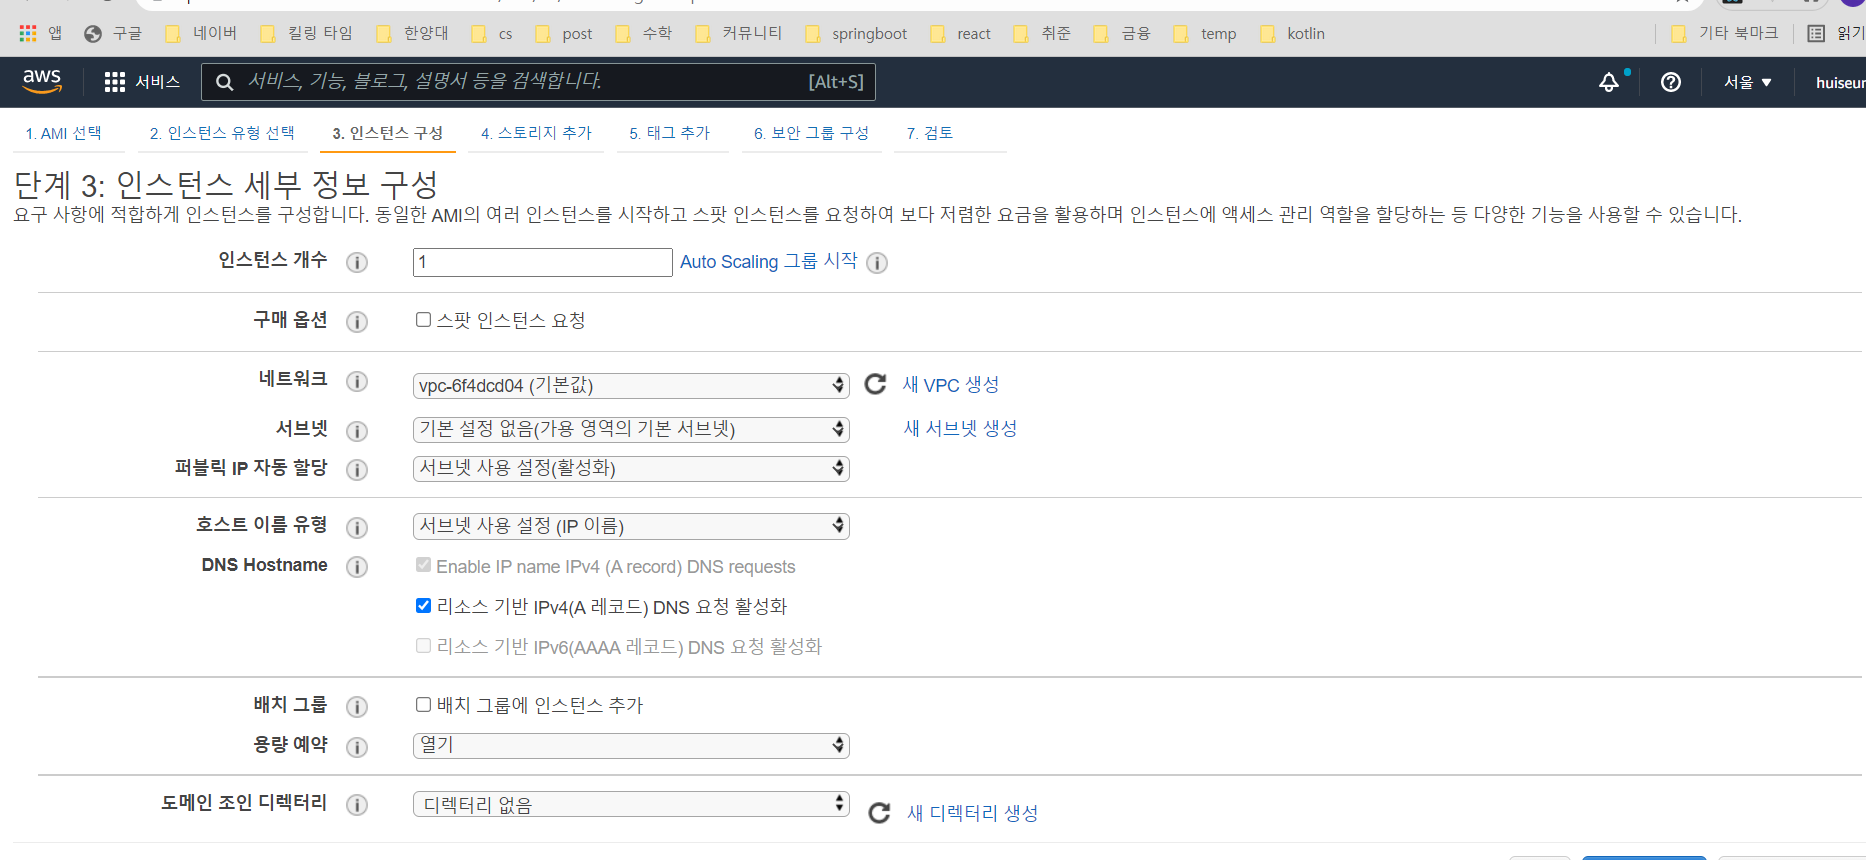 앱 구글 네이버 킬링 타임 한양대 cs post 수학 커뮤니티 springboot react 취준 금융 temp kotlin 기타 북마크 읽기
aws 서비스 서비스, 기능, 블로그, 설명서 등을 검색합니다. [Alt+S] 서울 huiseun
1. AMI 선택 2. 인스턴스 유형 선택 3. 인스턴스 구성 4. 스토리지 추가 5. 태그 추가 6. 보안 그룹 구성 7. 검토
단계 3: 인스턴스 세부 정보 구성
요구 사항에 적합하게 인스턴스를 구성합니다. 동일한 AMI의 여러 인스턴스를 시작하고 스팟 인스턴스를 요청하여 보다 저렴한 요금을 활용하며 인스턴스에 액세스 관리 역할을 할당하는 등 다양한 기능을 사용할 수 있습니다.
인스턴스 개수 1 Auto Scaling 그룹 시작
구매 옵션 스팟 인스턴스 요청
네트워크 vpc-6f4dcd04 (기본값) 새 VPC 생성
서브넷 기본 설정 없음(가용 영역의 기본 서브넷) 새 서브넷 생성
퍼블릭 IP 자동 할당 서브넷 사용 설정(활성화)
호스트 이름 유형 서브넷 사용 설정 (IP 이름)
DNS Hostname Enable IP name IPv4 (A record) DNS requests
리소스 기반 IPv4(A 레코드) DNS 요청 활성화
리소스 기반 IPv6(AAAA 레코드) DNS 요청 활성화
배치 그룹 배치 그룹에 인스턴스 추가
용량 예약 열기
도메인 조인 디렉터리 디렉터리 없음 새 디렉터리 생성